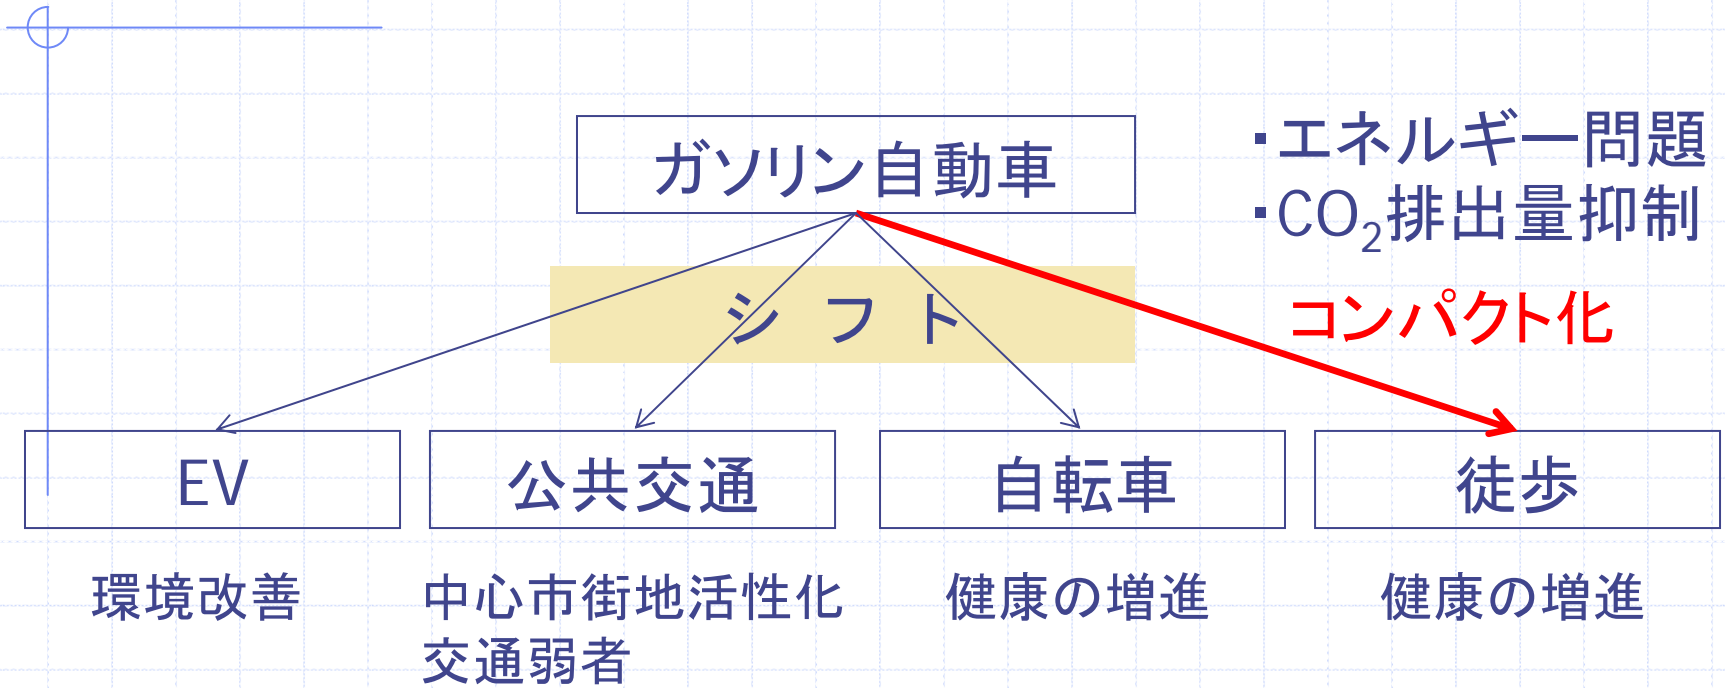 ガソリン自動車
・エネルギー問題
・CO₂排出量抑制
シフト
コンパクト化
EV
公共交通
自転車
徒歩
環境改善
中心市街地活性化
交通弱者
健康の増進
健康の増進